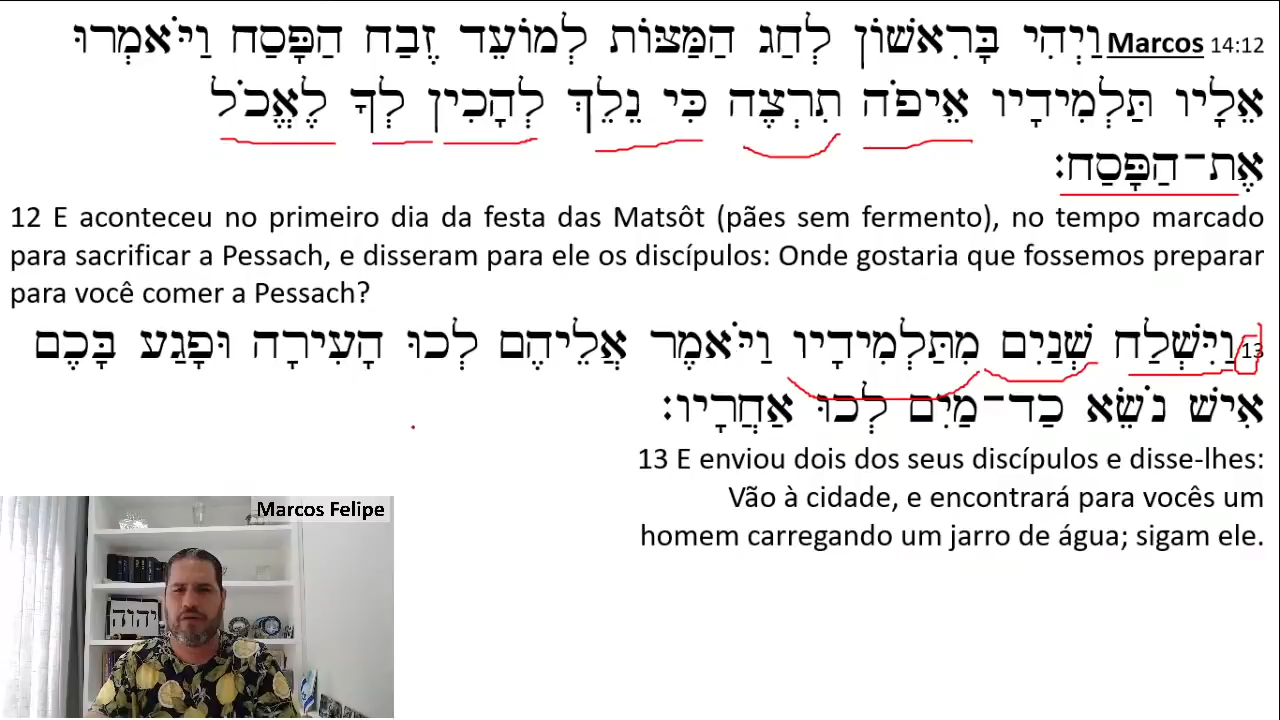 Marcos 14:12 וַיְהִי בָּרִאשׁוֹן לְחַג הַמַּצּוֹת לְמוֹעֵד זֶבַח הַפָּסַח וַיֹּאמְרוּ
אֵלָיו תַּלְמִידָיו אֵיפֹה תִרְצֶה כִּי נֵלֵךְ לְהָכִין לְךָ לֶאֱכֹל
אֶת־הַפָּסַח׃
12 E aconteceu no primeiro dia da festa das Matsôt (pães sem fermento), no tempo marcado
para sacrificar a Pessach, e disseram para ele os discípulos: Onde gostaria que fossemos preparar
para você comer a Pessach?
13 וַיִּשְׁלַח שְׁנַיִם מִתַּלְמִידָיו וַיֹּאמֶר אֲלֵיהֶם לְכוּ הָעִירָה וּפָגַע בָּכֶם
אִישׁ נֹשֵׂא כַד־מַיִם לְכוּ אַחֲרָיו׃
13 E enviou dois dos seus discípulos e disse-lhes:
Vão à cidade, e encontrará para vocês um
homem carregando um jarro de água; sigam ele.
Marcos Felipe
יהוה